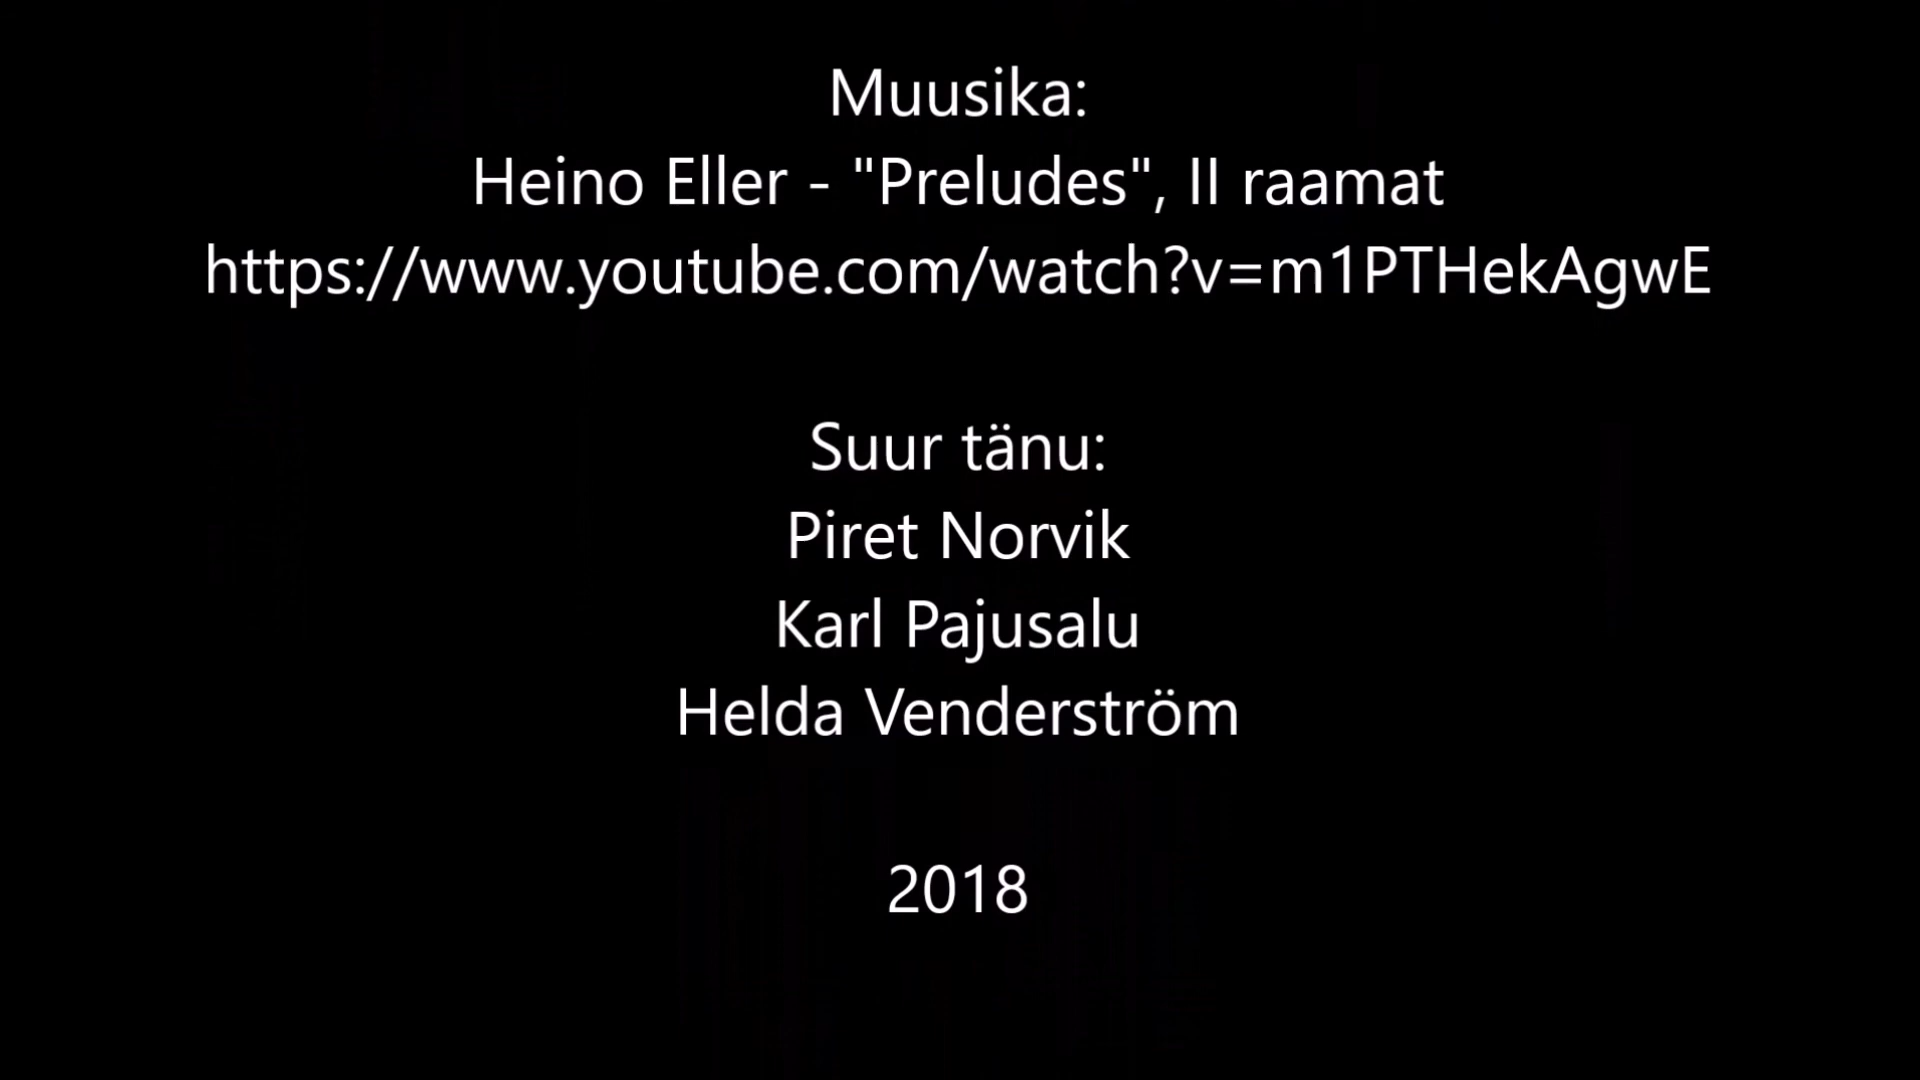 Muusika:
Heino Eller - "Preludes", II raamat
https://www.youtube.com/watch?v=m1PTHekAgwE
Suur tänu:
Piret Norvik
Karl Pajusalu
Helda Venderström
2018